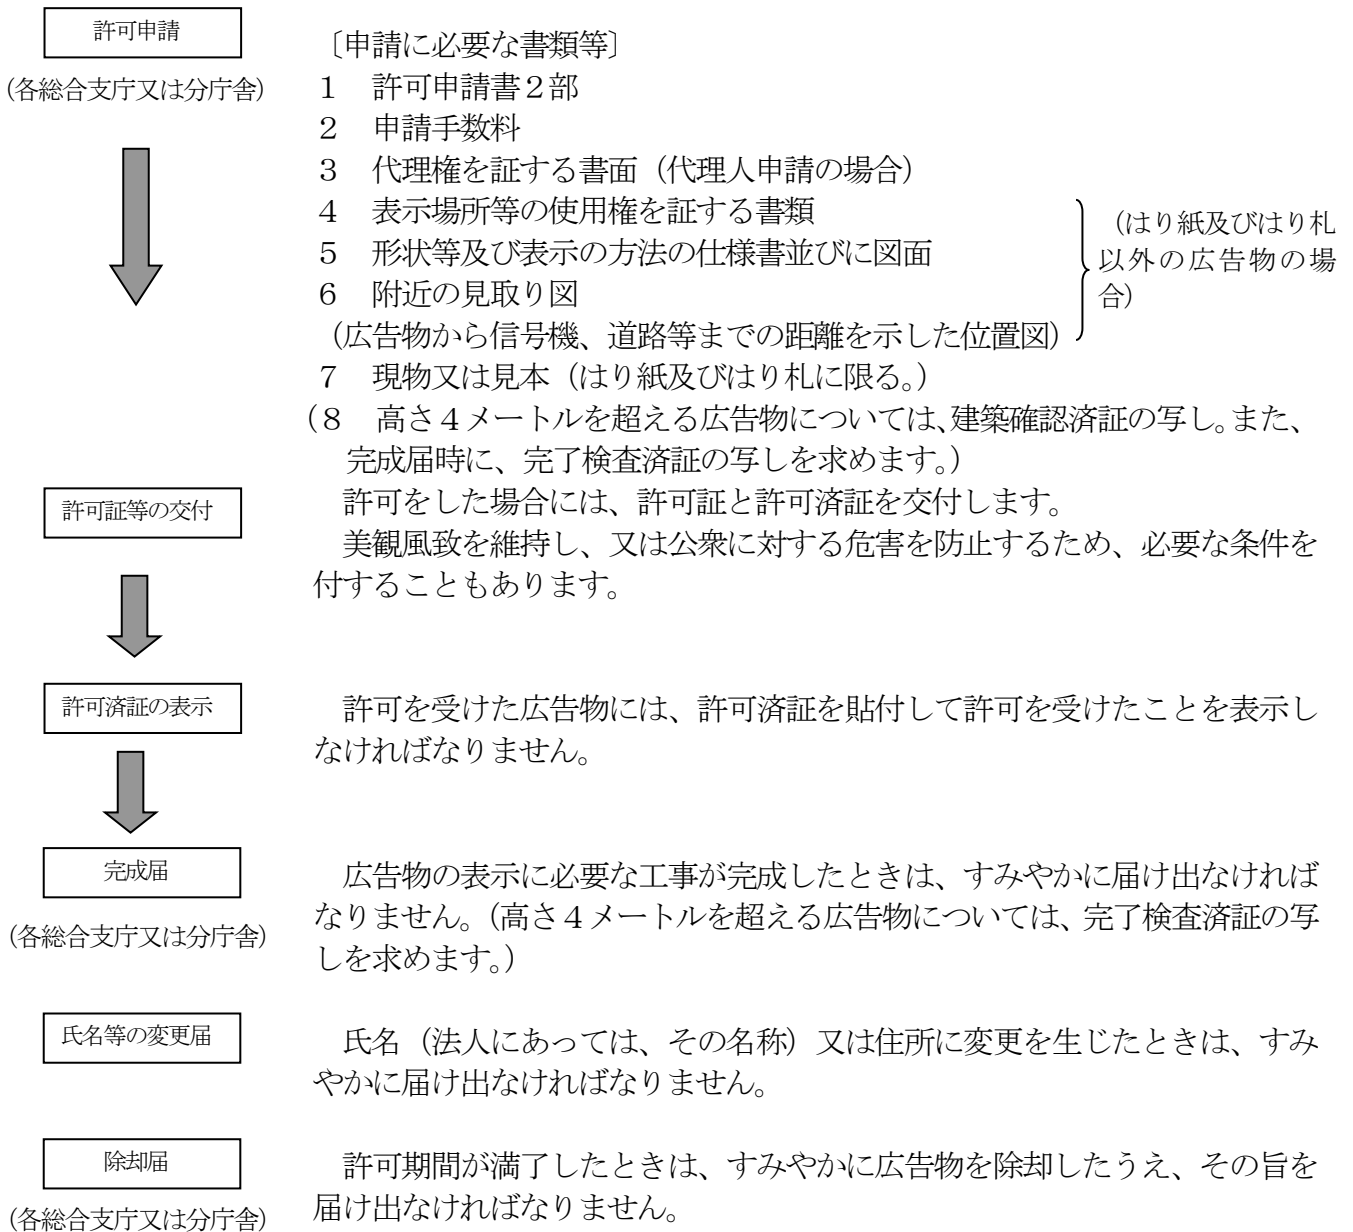 許可申請
(各総合支庁又は分庁舎)
〔申請に必要な書類等〕
1　許可申請書２部
2　申請手数料
3　代理権を証する書面（代理人申請の場合）
4　表示場所等の使用権を証する書類
5　形状等及び表示の方法の仕様書並びに図面
6　附近の見取り図
（広告物から信号機、道路等までの距離を示した位置図）
（はり紙及びはり札
以外の広告物の場
合）
7　現物又は見本（はり紙及びはり札に限る。）
（8　高さ４メートルを超える広告物については、建築確認済証の写し。また、
完成届時に、完了検査済証の写しを求めます。）
許可証等の交付
許可をした場合には、許可証と許可済証を交付します。
美観風致を維持し、又は公衆に対する危害を防止するため、必要な条件を
付することもあります。
許可済証の表示
許可を受けた広告物には、許可済証を貼付して許可を受けたことを表示し
なければなりません。
完成届
(各総合支庁又は分庁舎)
広告物の表示に必要な工事が完成したときは、すみやかに届け出なければ
なりません。（高さ４メートルを超える広告物については、完了検査済証の写
しを求めます。）
氏名等の変更届
氏名（法人にあっては、その名称）又は住所に変更を生じたときは、すみ
やかに届け出なければなりません。
除却届
(各総合支庁又は分庁舎)
許可期間が満了したときは、すみやかに広告物を除却したうえ、その旨を
届け出なければなりません。